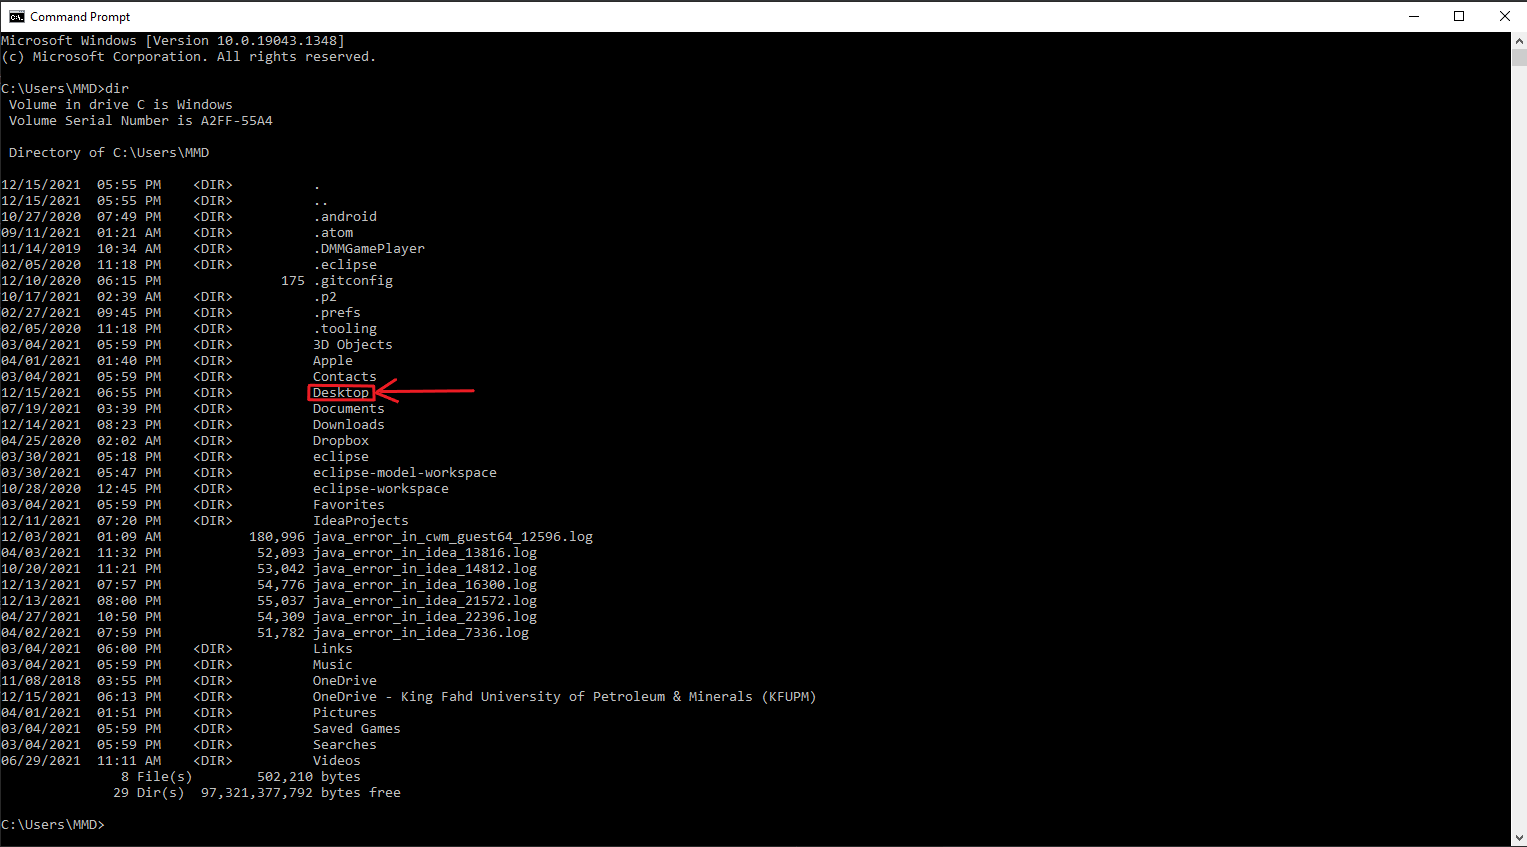 Command Prompt
Microsoft Windows [Version 10.0.19043.1348]
(c) Microsoft Corporation. All rights reserved.
C:\Users\MMD>dir
 Volume in drive C is Windows
 Volume Serial Number is A2FF-55A4
 Directory of C:\Users\MMD
12/15/2021  05:55 PM    <DIR>          .
12/15/2021  05:55 PM    <DIR>          ..
10/27/2020  07:49 PM    <DIR>          .android
09/11/2021  01:21 AM    <DIR>          .atom
11/14/2019  10:34 AM    <DIR>          .DMMGamePlayer
02/05/2020  11:18 PM    <DIR>          .eclipse
12/10/2020  06:15 PM               175 .gitconfig
10/17/2021  02:39 AM    <DIR>          .p2
02/27/2021  09:45 PM    <DIR>          .prefs
02/05/2020  11:18 PM    <DIR>          .tooling
03/04/2021  05:59 PM    <DIR>          3D Objects
04/01/2021  01:40 PM    <DIR>          Apple
03/04/2021  05:59 PM    <DIR>          Contacts
12/15/2021  06:55 PM    <DIR>          Desktop
07/19/2021  03:39 PM    <DIR>          Documents
12/14/2021  08:23 PM    <DIR>          Downloads
04/25/2020  02:02 AM    <DIR>          Dropbox
03/30/2021  05:18 PM    <DIR>          eclipse
03/30/2021  05:47 PM    <DIR>          eclipse-model-workspace
10/28/2020  12:45 PM    <DIR>          eclipse-workspace
03/04/2021  05:59 PM    <DIR>          Favorites
12/11/2021  07:20 PM    <DIR>          IdeaProjects
12/03/2021  01:09 AM           180,996 java_error_in_cwm_guest64_12596.log
04/03/2021  11:32 PM            52,093 java_error_in_idea_13816.log
10/20/2021  11:21 PM            53,042 java_error_in_idea_14812.log
12/13/2021  07:57 PM            54,776 java_error_in_idea_16300.log
12/13/2021  08:00 PM            55,037 java_error_in_idea_21572.log
04/27/2021  10:50 PM            54,309 java_error_in_idea_22396.log
04/02/2021  07:59 PM            51,782 java_error_in_idea_7336.log
03/04/2021  06:00 PM    <DIR>          Links
03/04/2021  05:59 PM    <DIR>          Music
11/08/2018  03:55 PM    <DIR>          OneDrive
12/15/2021  06:13 PM    <DIR>          OneDrive - King Fahd University of Petroleum & Minerals (KFUPM)
04/01/2021  01:51 PM    <DIR>          Pictures
03/04/2021  05:59 PM    <DIR>          Saved Games
03/04/2021  05:59 PM    <DIR>          Searches
06/29/2021  11:11 AM    <DIR>          Videos
               8 File(s)        502,210 bytes
              29 Dir(s)  97,321,377,792 bytes free
C:\Users\MMD>